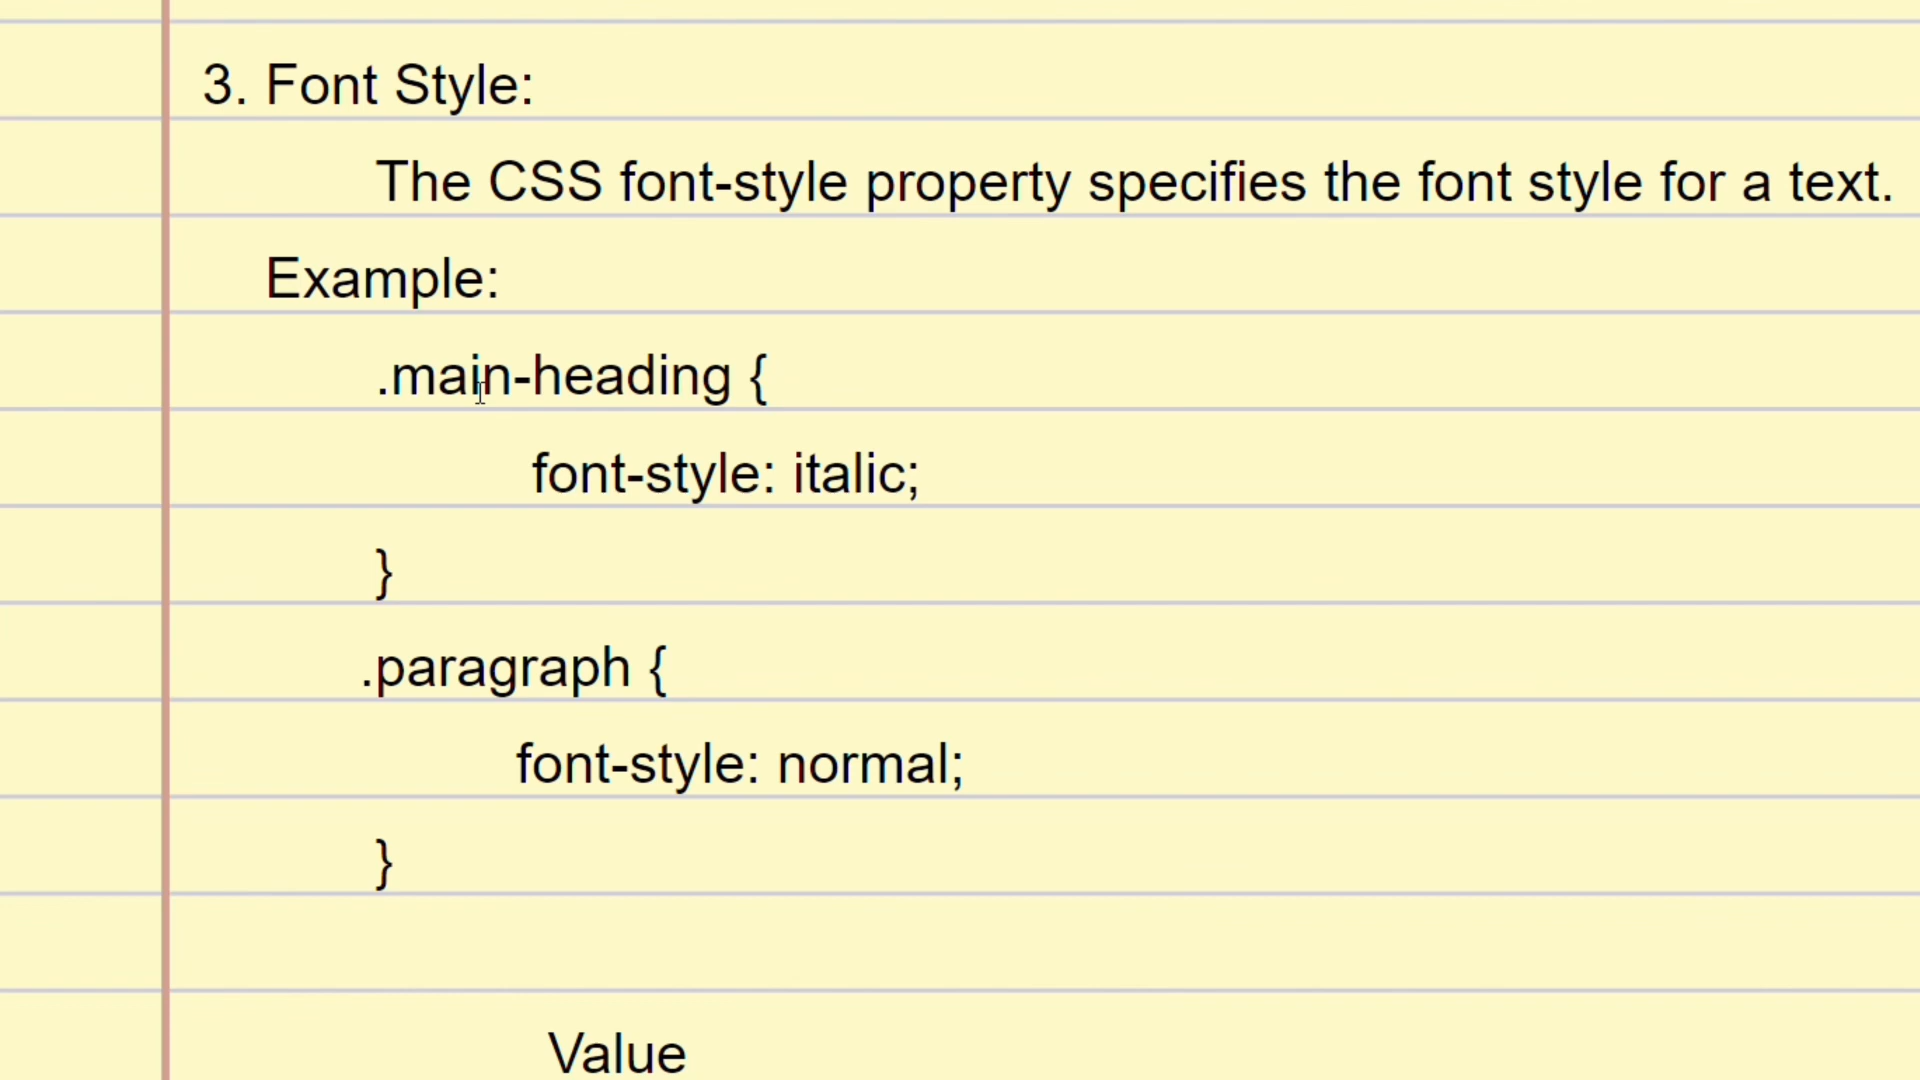 3. Font Style:
The CSS font-style property specifies the font style for a text.
Example:
.main-heading {
font-style: italic;
}
.paragraph {
font-style: normal;
}
Value